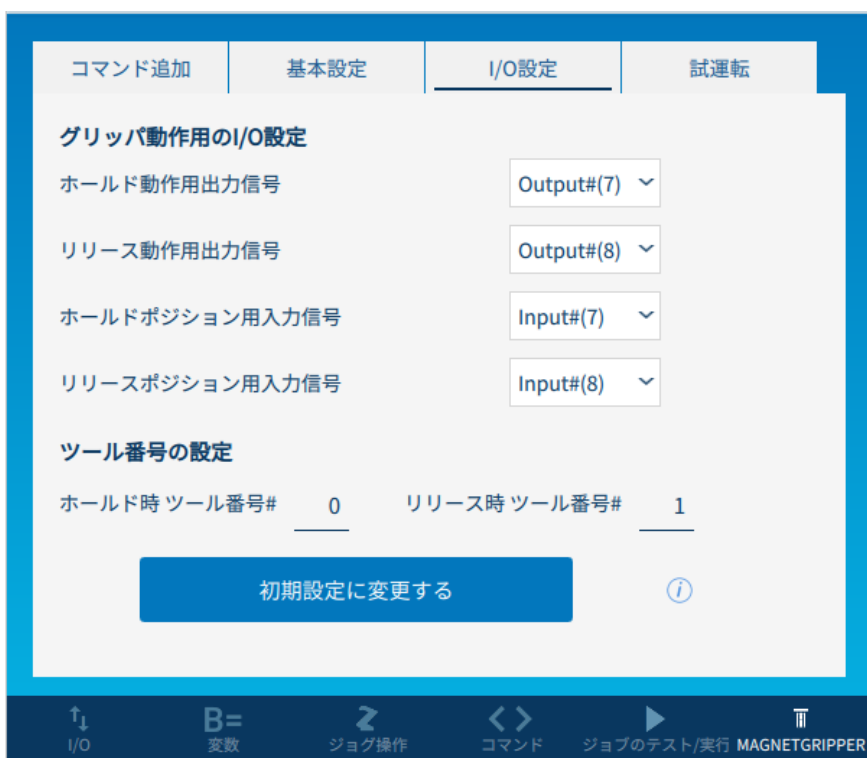 コマンド追加 基本設定 I/O設定 試運転
グリッパ動作用のI/O設定
ホールド動作用出力信号 Output#(7)
リリース動作用出力信号 Output#(8)
ホールドポジション用入力信号 Input#(7)
リリースポジション用入力信号 Input#(8)
ツール番号の設定
ホールド時 ツール番号# 0 リリース時 ツール番号# 1
初期設定に変更する i
B=
I/O 変数 ジョグ操作 コマンド ジョブのテスト/実行 MAGNETGRIPPER